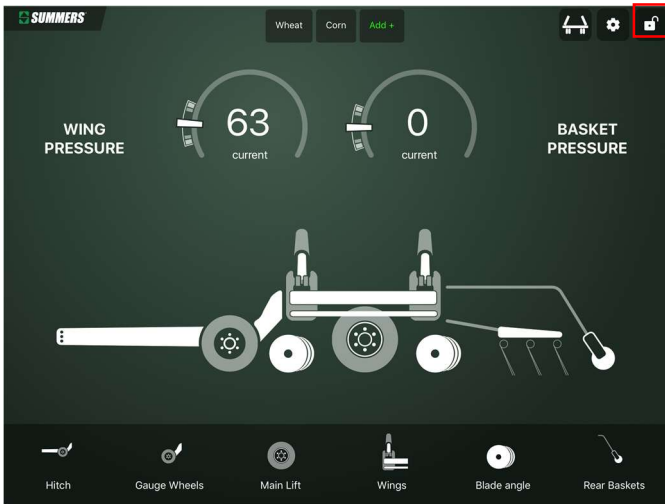 SUMMERS
Wheat Corn Add +
WING
PRESSURE
63
current
0
current
BASKET
PRESSURE
Hitch Gauge Wheels Main Lift Wings Blade angle Rear Baskets